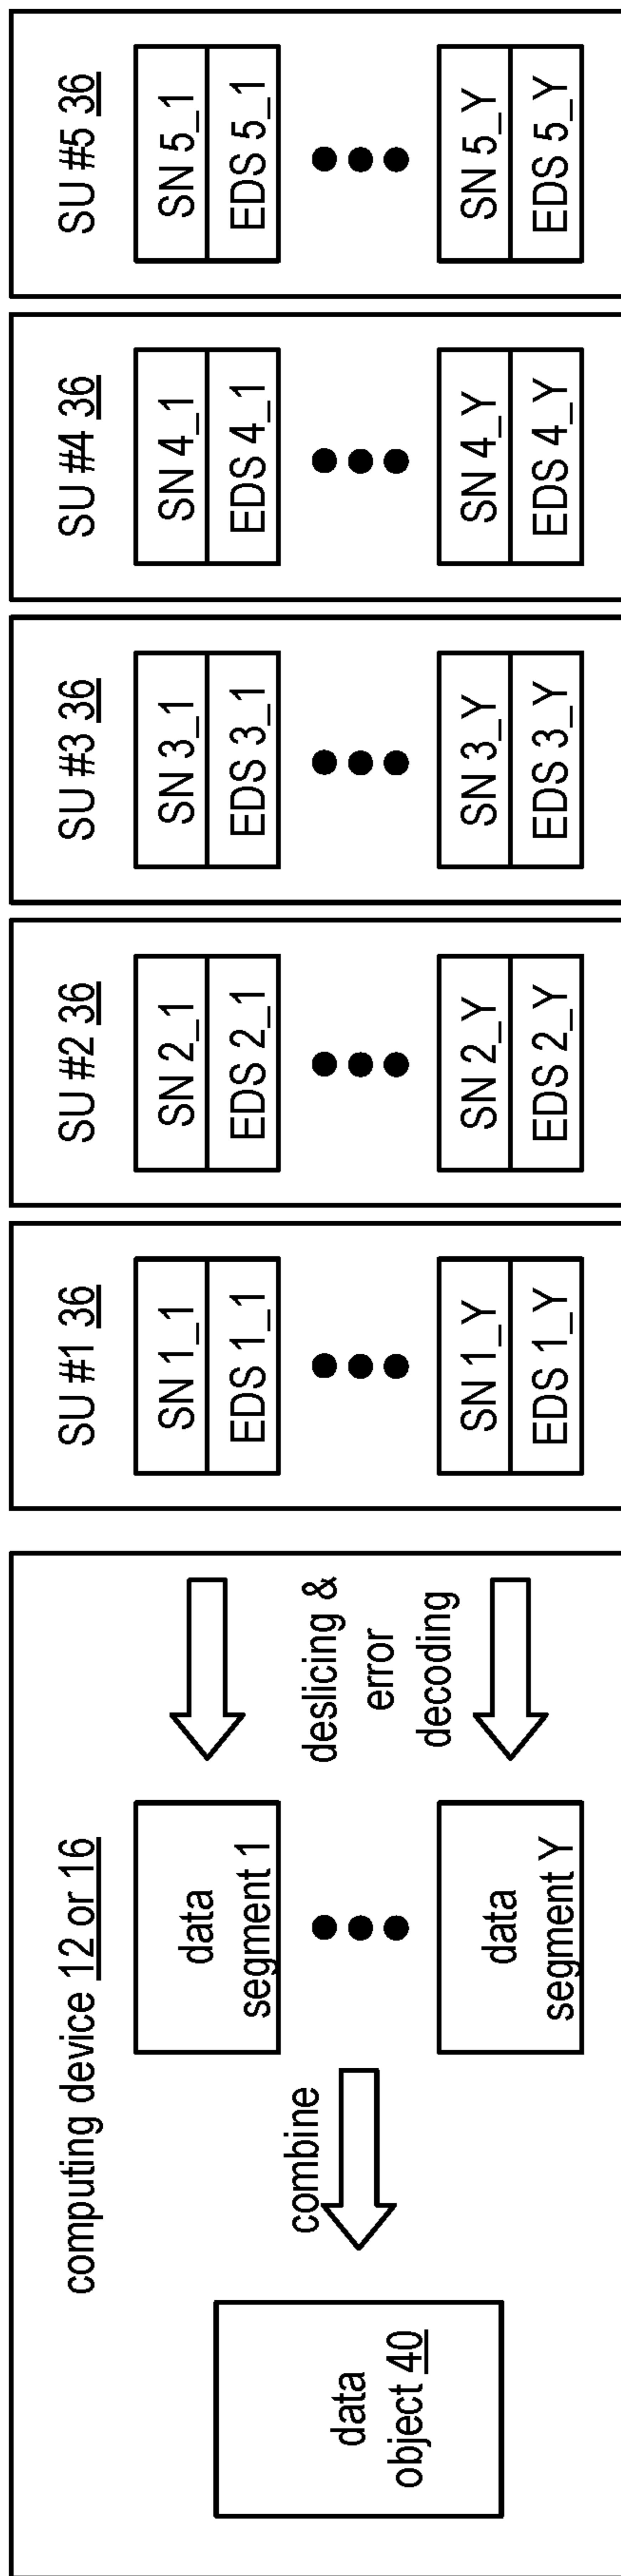 computing device 12 or 16
data
object 40
combine
data
segment 1
data
segment Y
deslicing &
error
decoding
SU #1 36
SN 1_1
EDS 1_1
SN 1_Y
EDS 1_Y
SU #2 36
SN 2_1
EDS 2_1
SN 2_Y
EDS 2_Y
SU #3 36
SN 3_1
EDS 3_1
SN 3_Y
EDS 3_Y
SU #4 36
SN 4_1
EDS 4_1
SN 4_Y
EDS 4_Y
SU #5 36
SN 5_1
EDS 5_1
SN 5_Y
EDS 5_Y